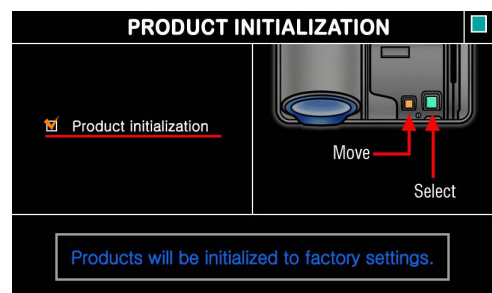 PRODUCT INITIALIZATION
Product initialization
Move
Select
Products will be initialized to factory settings.